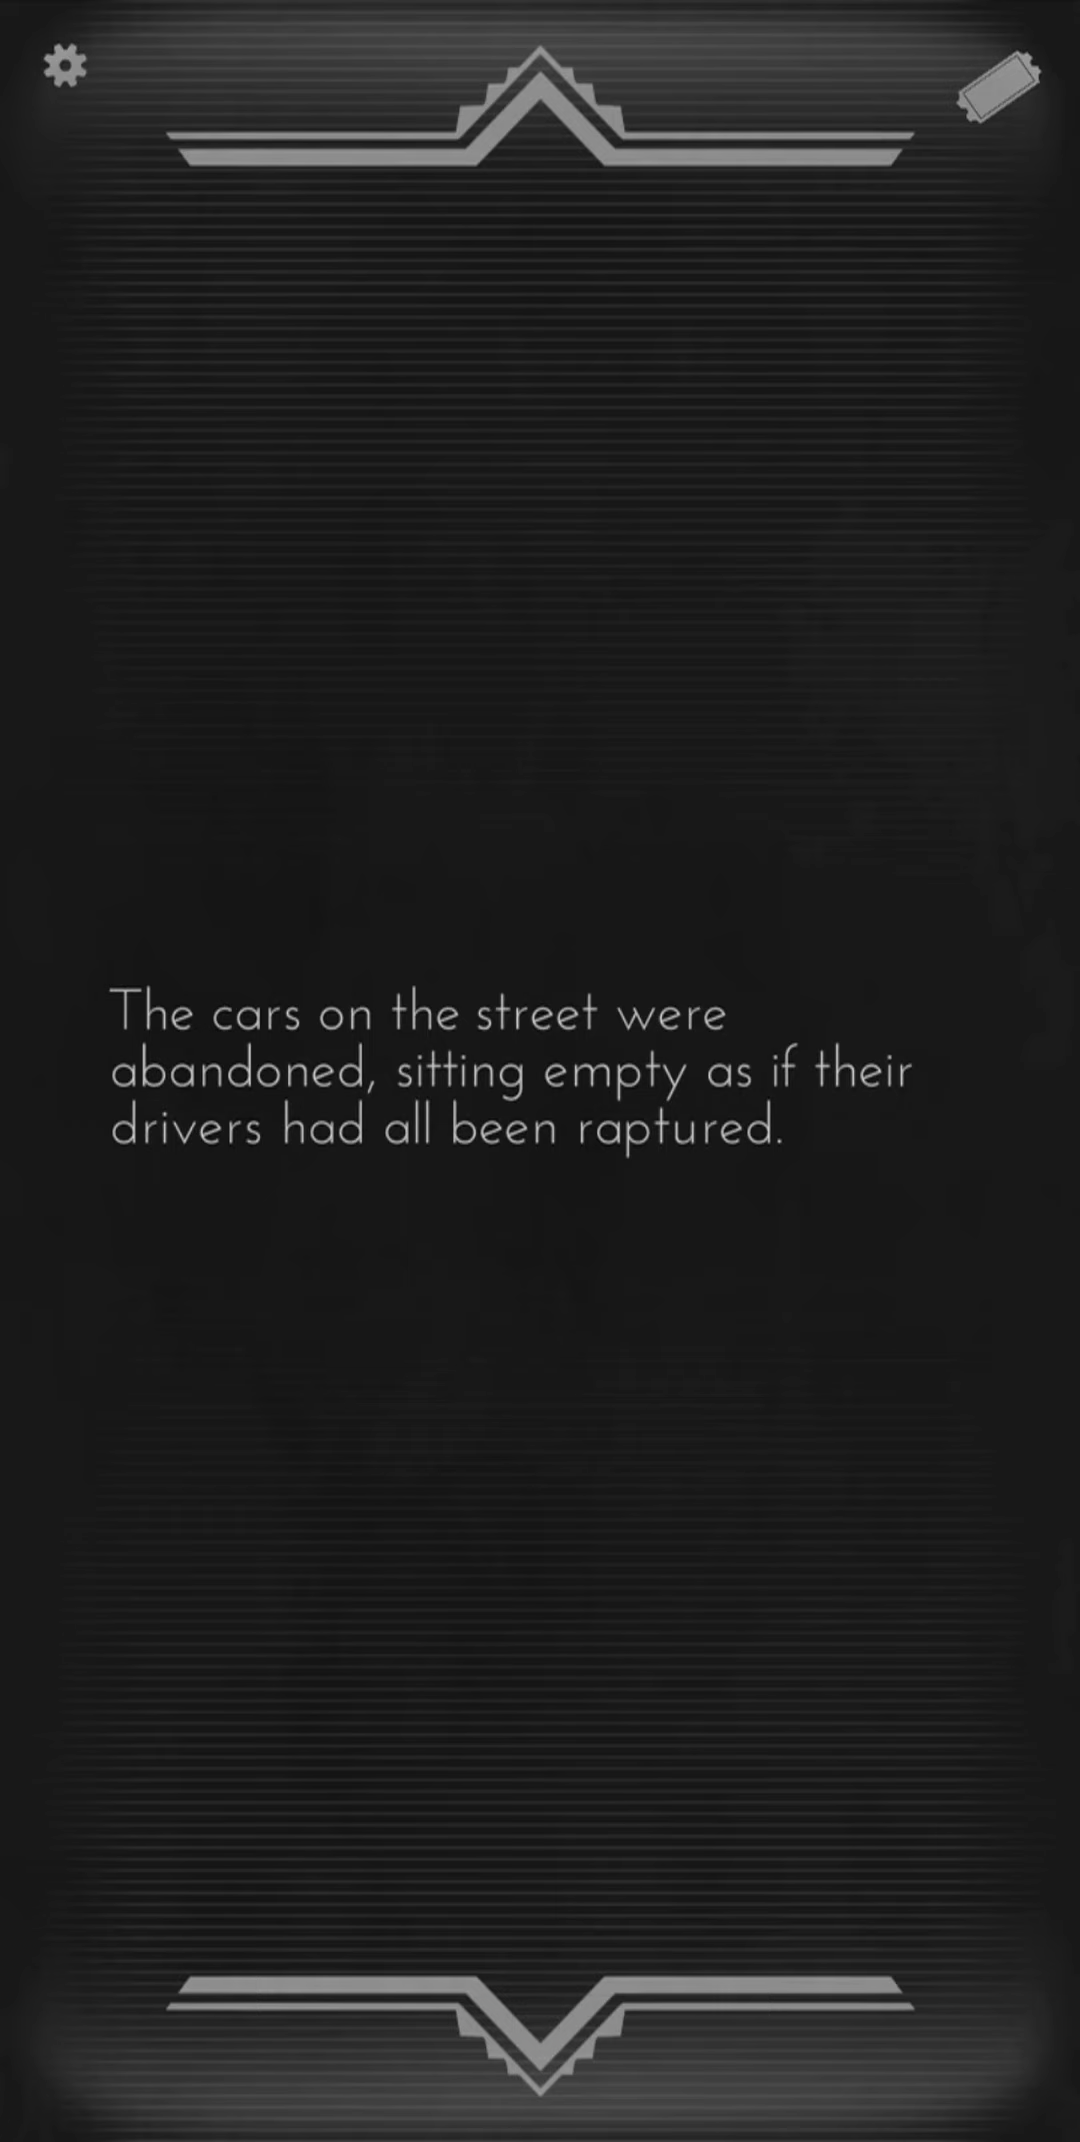 The cars on the street were
abandoned, sitting empty as if their
drivers had all been raptured.